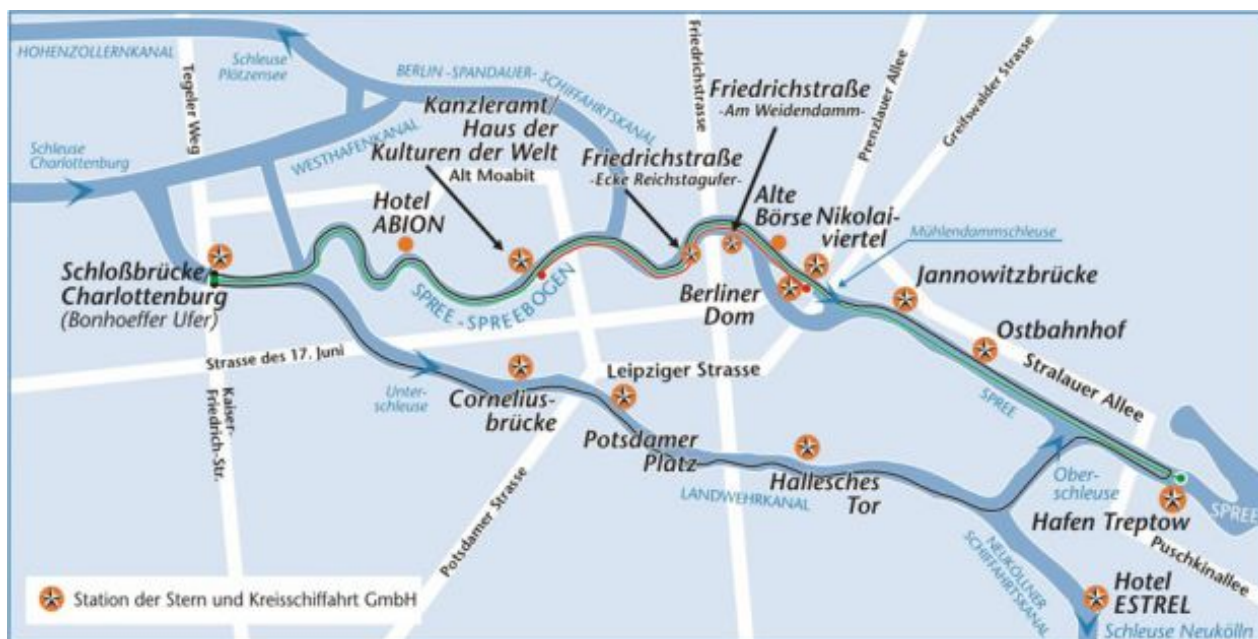 HOHENZOLLERNKANAL
Schleuse
Plötzensee
Tegeler Weg
BERLIN-SPANDAUER-SCHIFFAHRTSKANAL
Friedrichstrasse
Friedrichstraße
-Am Weidendamm-
Prenzlauer Allee
Greifswalder Strasse
Kanzleramt/
Haus der
Kulturen der Welt
Schleuse
Charlottenburg
WESTHAFENKANAL
Alt Moabit
Friedrichstraße
-Ecke Reichstagufer-
Hotel
ABION
Alte
Börse
Nikolai-
viertel
Mühlendammschleuse
Schloßbrücke
Charlottenburg
(Bonhoeffer Ufer)
SPREE-SPREEBOGEN
Berliner
Dom
Jannowitzbrücke
Ostbahnhof
Strasse des 17. Juni
Unter-
schleuse
Leipziger Strasse
SPREE
Stralauer Allee
Kaiser-
Friedrich-Str.
Cornelius-
brücke
Potsdamer
Platz
Hallesches
Tor
LANDWEHRKANAL
Ober-
schleuse
Hafen Treptow
SPREE
Potsdamer Strasse
Puschkinallee
NEUKÖLLNER
SCHIFFAHRTSKANAL
Hotel
ESTREL
Schleuse Neukölln
Station der Stern und Kreisschiffahrt GmbH